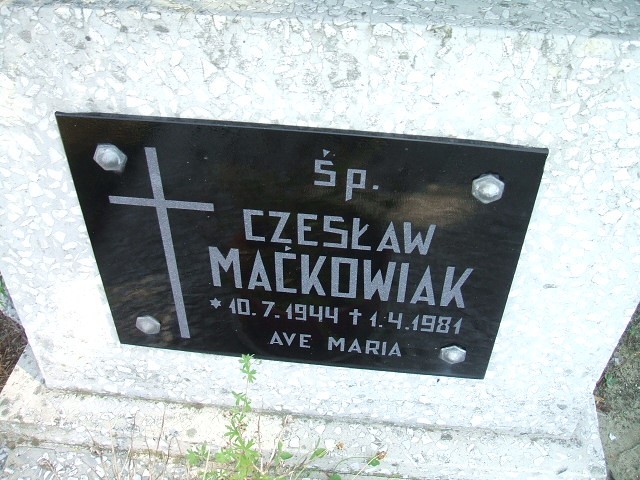 Śp.
CZESŁAW
MAĆKOWIAK
* 10.7.1944 ✝ 1.4.1981
AVE MARIA